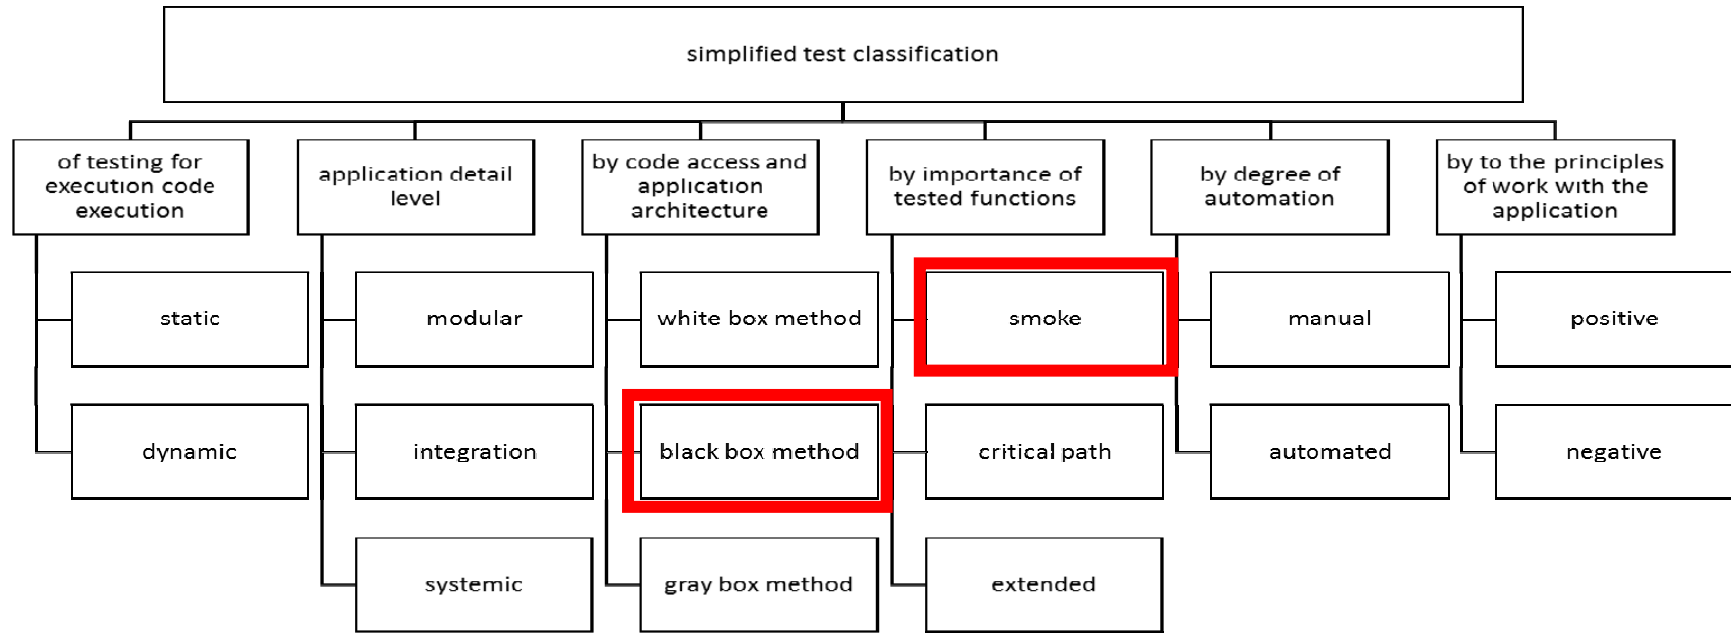 simplified test classification
of testing for
execution code
execution
application detail
level
by code access and
application
architecture
by importance of
tested functions
by degree of
automation
by to the principles
of work with the
application
static
modular
white box method
smoke
manual
positive
dynamic
integration
black box method
critical path
automated
negative
systemic
gray box method
extended